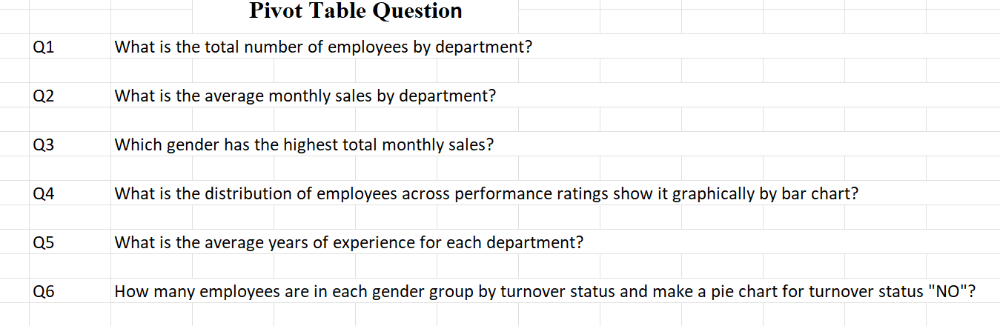 Pivot Table Question
Q1 What is the total number of employees by department?
Q2 What is the average monthly sales by department?
Q3 Which gender has the highest total monthly sales?
Q4 What is the distribution of employees across performance ratings show it graphically by bar chart?
Q5 What is the average years of experience for each department?
Q6 How many employees are in each gender group by turnover status and make a pie chart for turnover status "NO"?